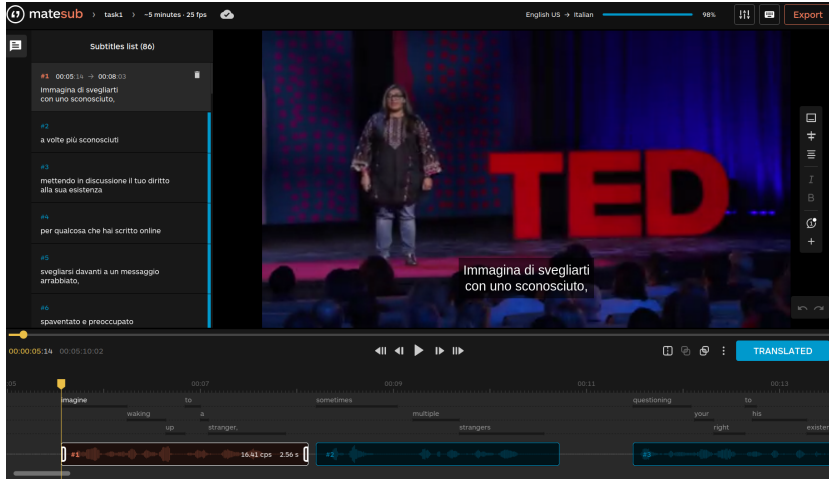 matesub > task1 > ~5 minutes · 25 fps
English US → Italian 98%
Export
Subtitles list (86)
#1 00:05:14 → 00:08:03
Immagina di svegliarti
con uno sconosciuto,
#2
a volte più sconosciuti
#3
mettendo in discussione il tuo diritto
alla sua esistenza
#4
per qualcosa che hai scritto online
#5
svegliarsi davanti a un messaggio
arrabbiato,
#6
spaventato e preoccupato
TED
Immagina di svegliarti
con uno sconosciuto,
I
B
00:00:05:14 00:05:10:02
TRANSLATED
:05 00:07 00:09 00:11 00:13
imagine to sometimes questioning to
waking a multiple your his
up stranger, strangers right existen
#1 16.41 cps 2.56 s #2 #3